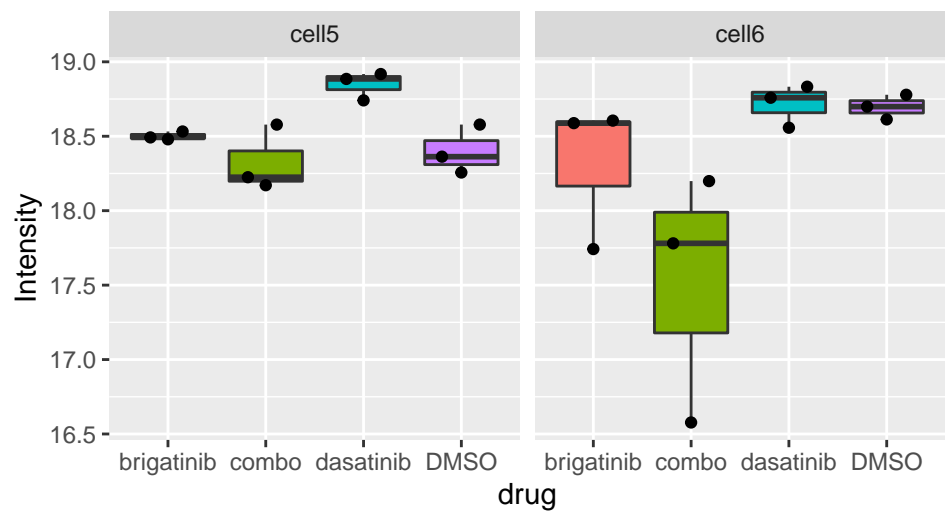 cell5 cell6
Intensity
19.0
18.5
18.0
17.5
17.0
16.5
brigatinib combo dasatinib DMSO brigatinib combo dasatinib DMSO
drug